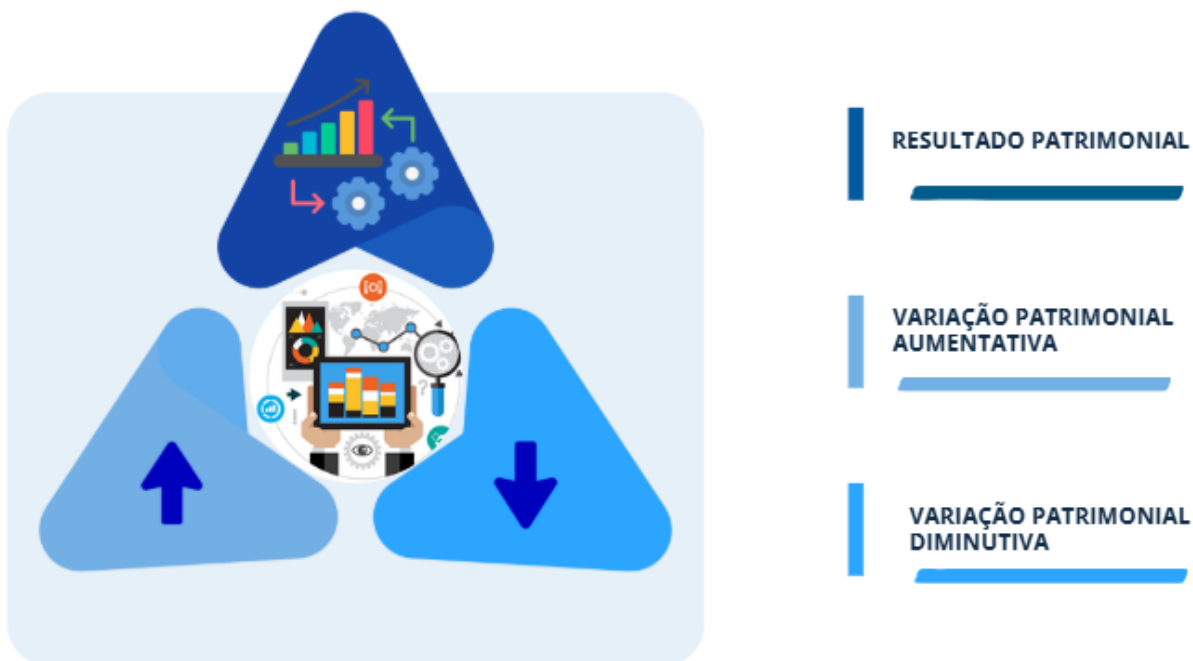 RESULTADO PATRIMONIAL
VARIAÇÃO PATRIMONIAL
AUMENTATIVA
VARIAÇÃO PATRIMONIAL
DIMINUTIVA